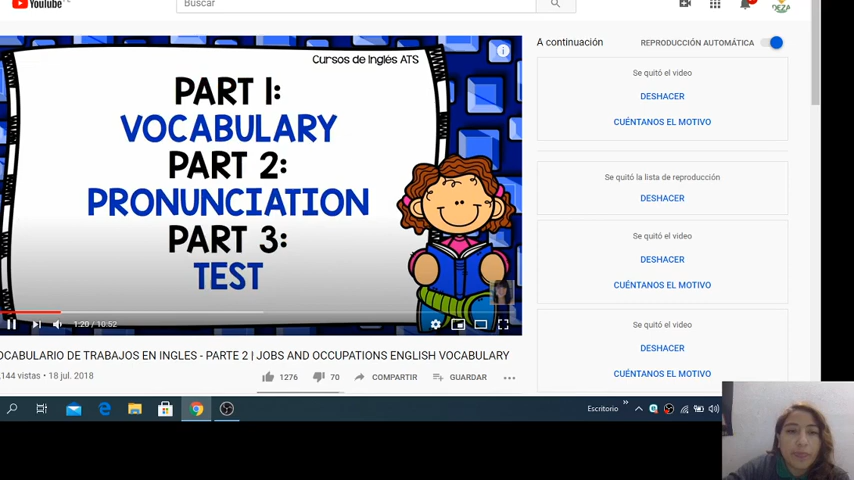 YouTube
Buscar
DEZA
Cursos de Inglés ATS
PART 1:
VOCABULARY
PART 2:
PRONUNCIATION
PART 3:
TEST
1:20 / 10:52
OCABULARIO DE TRABAJOS EN INGLES - PARTE 2 | JOBS AND OCCUPATIONS ENGLISH VOCABULARY
,144 vistas • 18 jul. 2018
1276
70
COMPARTIR
GUARDAR
A continuación
REPRODUCCIÓN AUTOMÁTICA
Se quitó el video
DESHACER
CUÉNTANOS EL MOTIVO
Se quitó la lista de reproducción
DESHACER
Se quitó el video
DESHACER
CUÉNTANOS EL MOTIVO
Se quitó el video
DESHACER
CUÉNTANOS EL MOTIVO
Escritorio